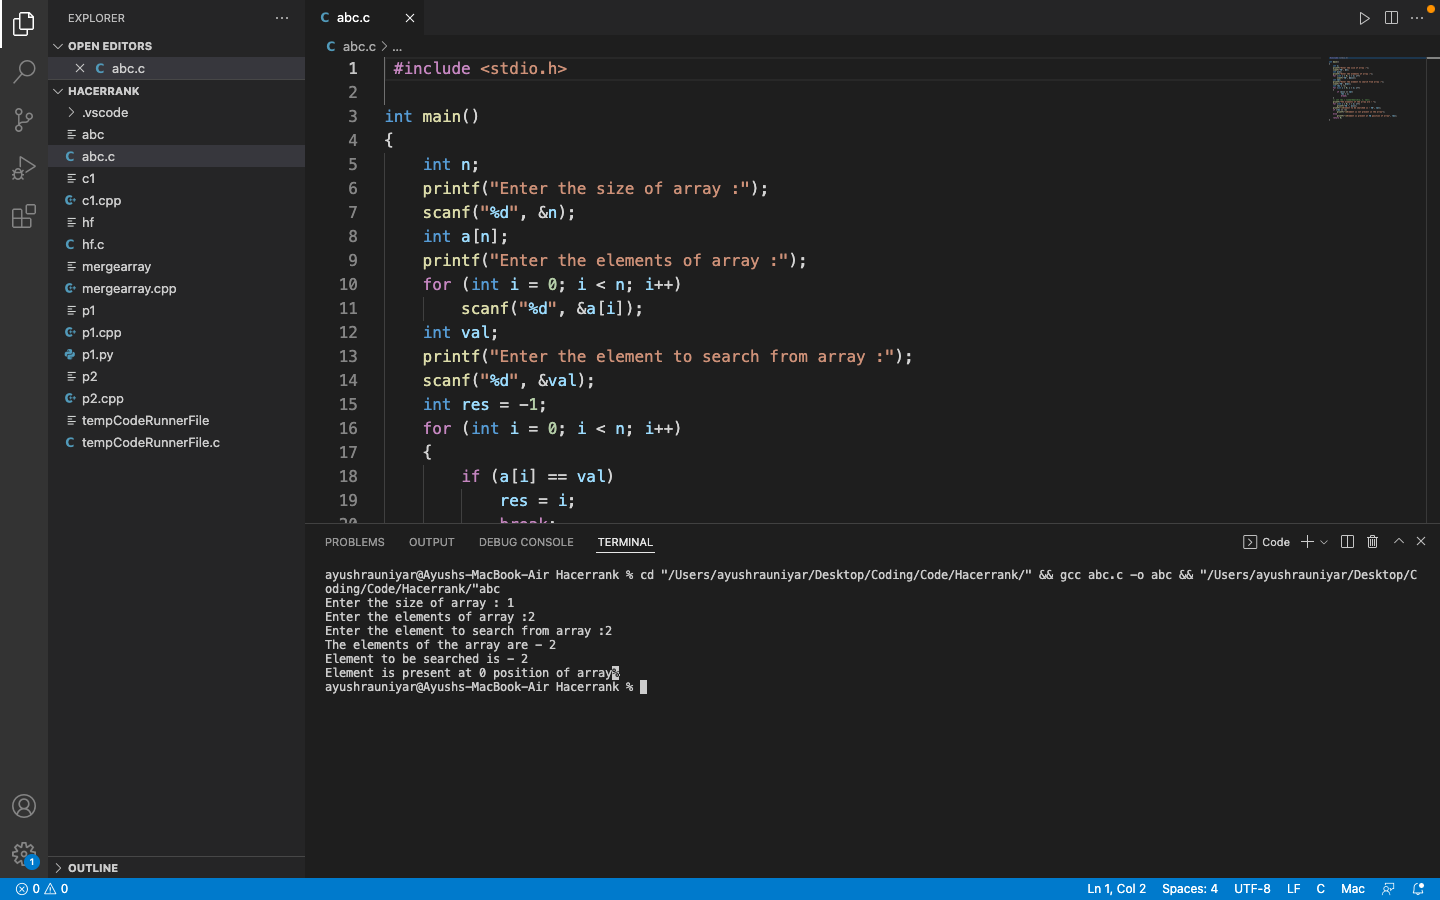 EXPLORER
OPEN EDITORS
abc.c
HACERRANK
.vscode
abc
abc.c
c1
c1.cpp
hf
hf.c
mergearray
mergearray.cpp
p1
p1.cpp
p1.py
p2
p2.cpp
tempCodeRunnerFile
tempCodeRunnerFile.c
OUTLINE
1
abc.c
abc.c > ...
1 #include <stdio.h>
2
3 int main()
4 {
5 int n;
6 printf("Enter the size of array :");
7 scanf("%d", &n);
8 int a[n];
9 printf("Enter the elements of array :");
10 for (int i = 0; i < n; i++)
11 scanf("%d", &a[i]);
12 int val;
13 printf("Enter the element to search from array :");
14 scanf("%d", &val);
15 int res = -1;
16 for (int i = 0; i < n; i++)
17 {
18 if (a[i] == val)
19 res = i;
20 break;
PROBLEMS OUTPUT DEBUG CONSOLE TERMINAL
Code
ayushrauniyar@Ayushs-MacBook-Air Hacerrank % cd "/Users/ayushrauniyar/Desktop/Coding/Code/Hacerrank/" && gcc abc.c -o abc && "/Users/ayushrauniyar/Desktop/C
oding/Code/Hacerrank/"abc
Enter the size of array : 1
Enter the elements of array :2
Enter the element to search from array :2
The elements of the array are - 2
Element to be searched is - 2
Element is present at 0 position of array%
ayushrauniyar@Ayushs-MacBook-Air Hacerrank %
0 0
Ln 1, Col 2 Spaces: 4 UTF-8 LF C Mac